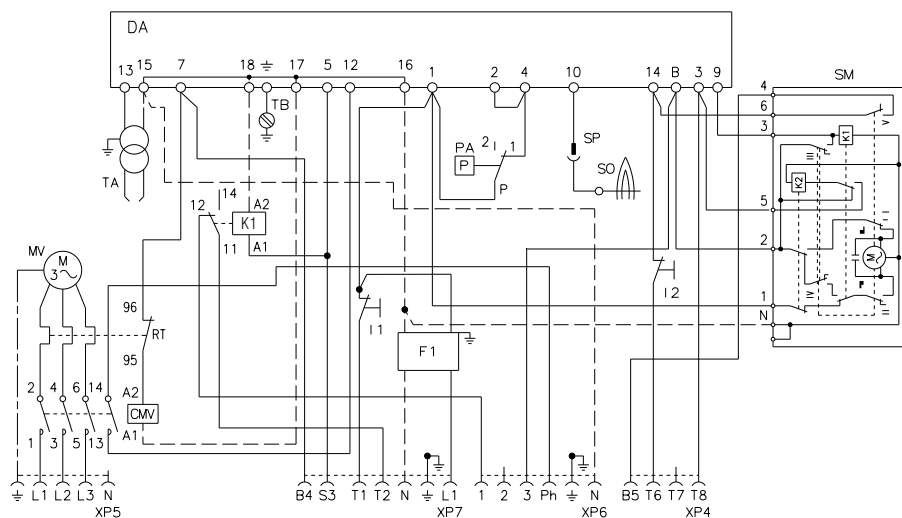 DA
13 15 7 18 17 5 12 16 1 2 4 10 14 B 3 9
SM
TB
4
6
V
3
K1
III
K2
5
I
2
M
IV
II
1
N
TA
PA
P
2 1
I
P
SP
SO
12 14
11
K1
A2
A1
MV
M
3~
96
RT
95
I1
I2
F1
2 4 6 14
A2
CMV
A1
1 3 5 13
L1 L2 L3 N
XP5
B4 S3 T1 T2 N L1
XP7
1 2 3 Ph N
XP6
B5 T6 T7 T8
XP4